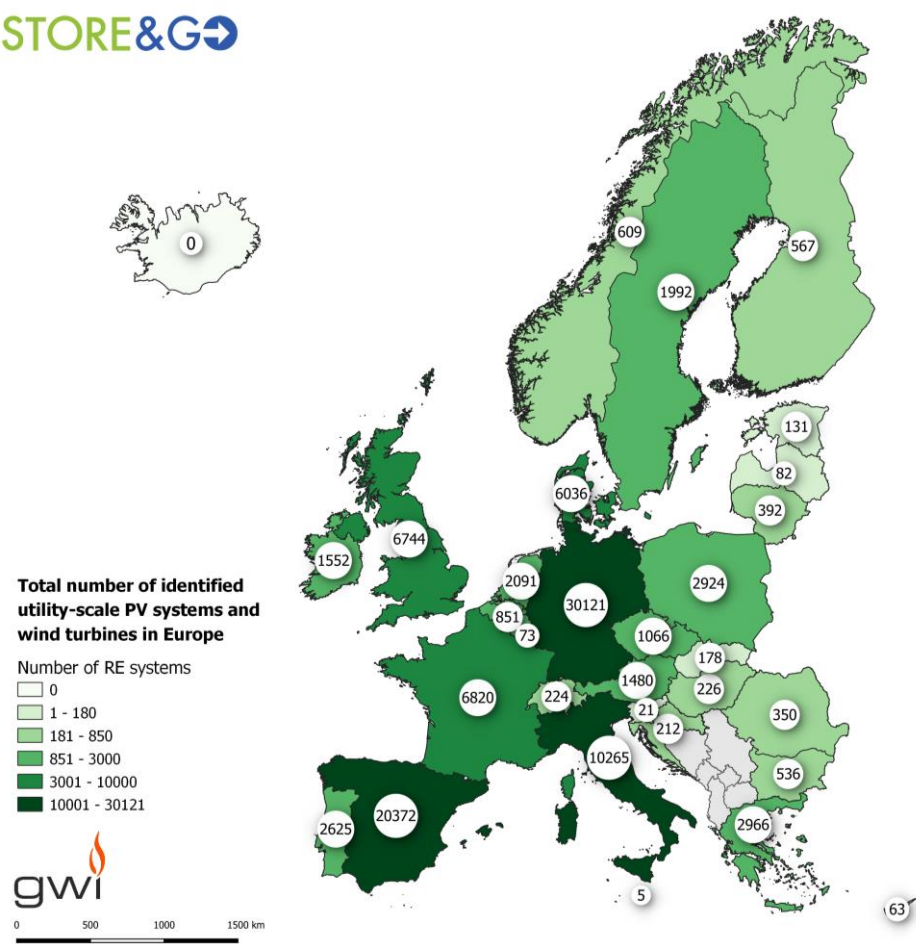 STORE&GO
0
609
567
1992
131
82
392
6036
6744
1552
2091
2924
30121
851
73
1066
178
1480
226
224
21
212
350
6820
10265
536
20372
2625
2966
5
63
Total number of identified
utility-scale PV systems and
wind turbines in Europe
Number of RE systems
0
1 - 180
181 - 850
851 - 3000
3001 - 10000
10001 - 30121
gwi
0 500 1000 1500 km